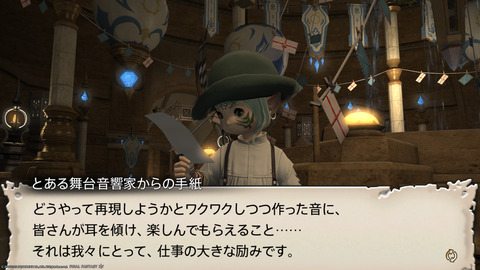 とある舞台音響家からの手紙
どうやって再現しようかとワクワクしつつ作った音に、
皆さんが耳を傾け、楽しんでもらえること……
それは我々にとって、仕事の大きな励みです。
FINAL FANTASY XIV